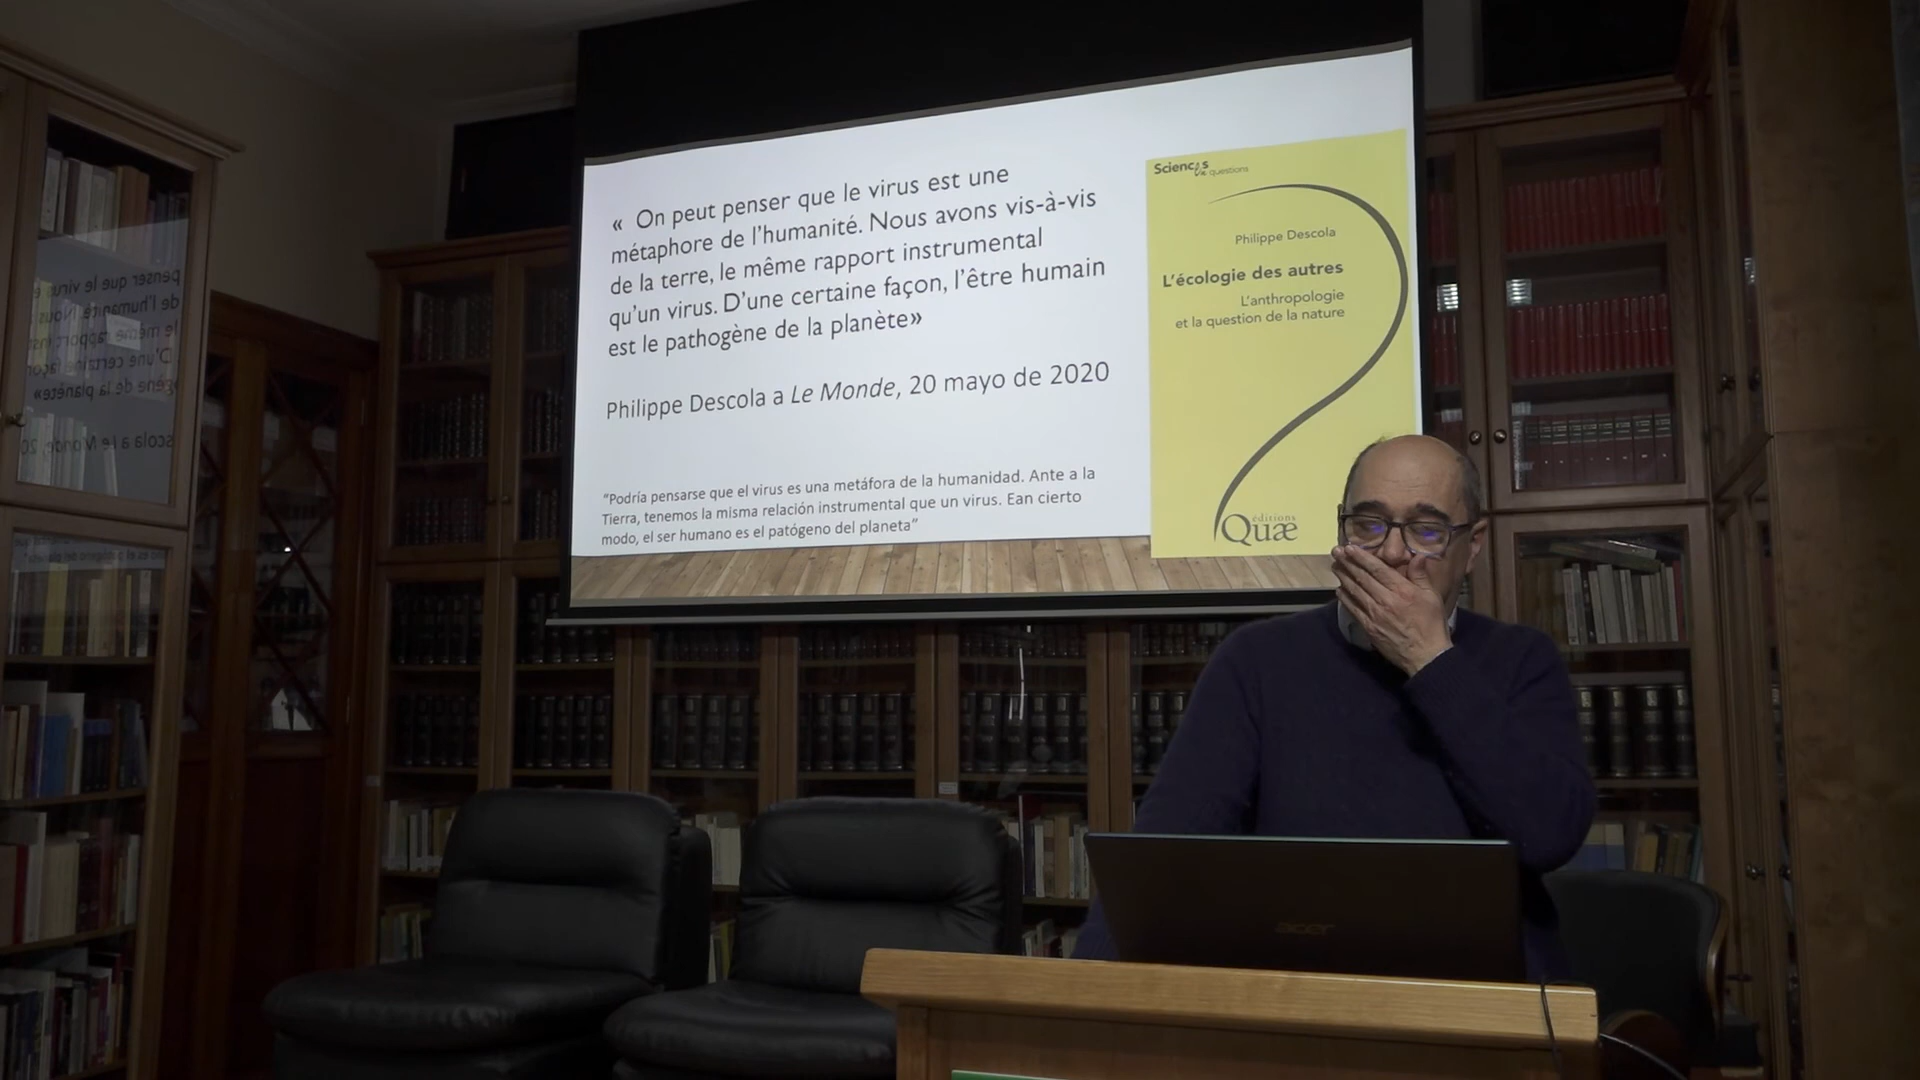 « On peut penser que le virus est une
métaphore de l'humanité. Nous avons vis-à-vis
de la terre, le même rapport instrumental
qu'un virus. D'une certaine façon, l'être humain
est le pathogène de la planète»
Philippe Descola a Le Monde, 20 mayo de 2020
"Podría pensarse que el virus es una metáfora de la humanidad. Ante a la
Tierra, tenemos la misma relación instrumental que un virus. Ean cierto
modo, el ser humano es el patógeno del planeta"
Sciences en questions
Philippe Descola
L'écologie des autres
L'anthropologie
et la question de la nature
éditions
Quæ
acer